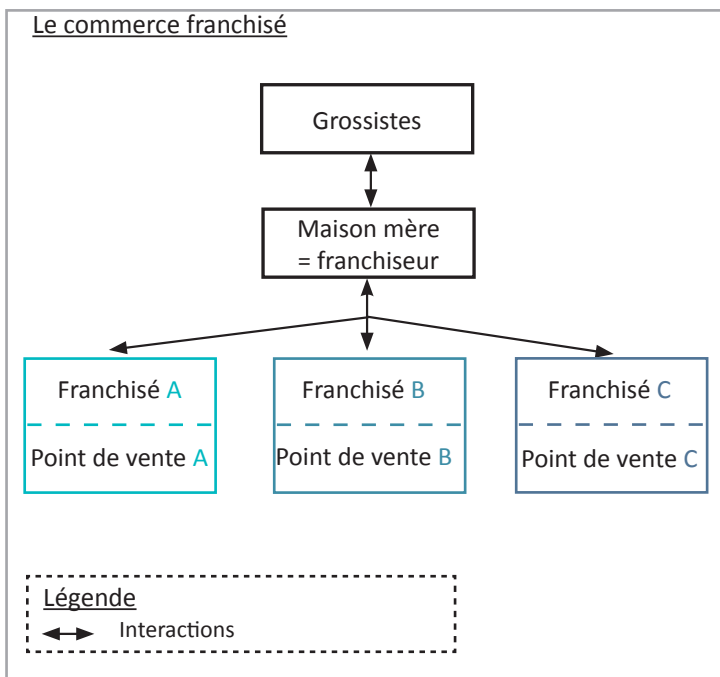 Le commerce franchisé
Grossistes
Maison mère
= franchiseur
Franchisé A
Point de vente A
Franchisé B
Point de vente B
Franchisé C
Point de vente C
Légende
Interactions